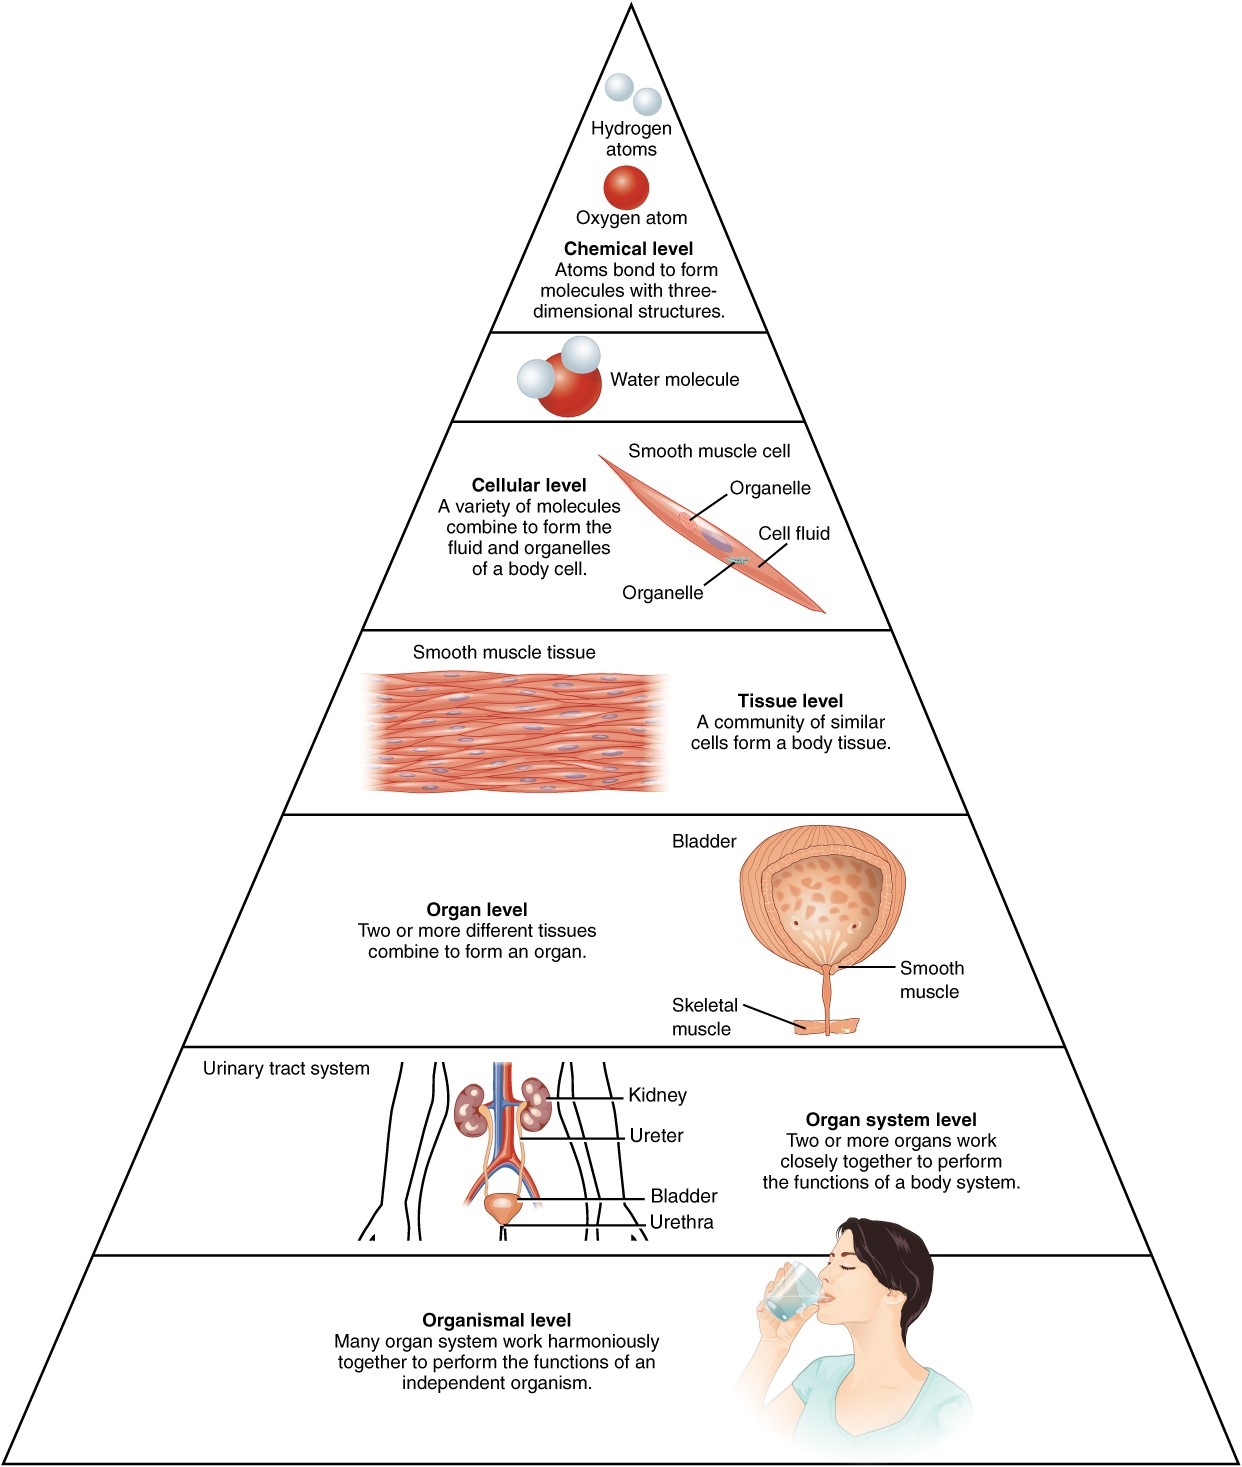 Hydrogen
atoms
Oxygen atom
Chemical level
Atoms bond to form
molecules with three-
dimensional structures.
Water molecule
Smooth muscle cell
Organelle
Cell fluid
Organelle
Cellular level
A variety of molecules
combine to form the
fluid and organelles
of a body cell.
Smooth muscle tissue
Tissue level
A community of similar
cells form a body tissue.
Bladder
Organ level
Two or more different tissues
combine to form an organ.
Smooth
muscle
Skeletal
muscle
Urinary tract system
Kidney
Ureter
Bladder
Urethra
Organ system level
Two or more organs work
closely together to perform
the functions of a body system.
Organismal level
Many organ system work harmoniously
together to perform the functions of an
independent organism.